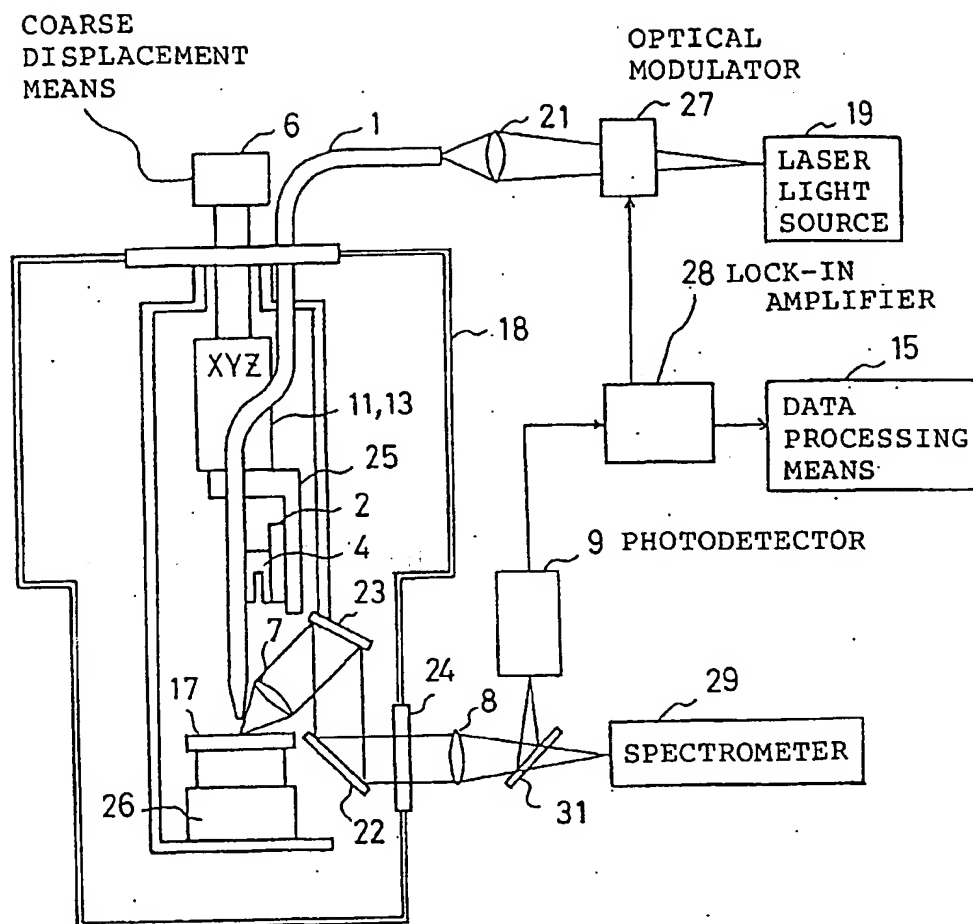 COARSE
DISPLACEMENT
MEANS
6
1
21
OPTICAL
MODULATOR
27
19
LASER
LIGHT
SOURCE
28 LOCK-IN
AMPLIFIER
18
15
DATA
PROCESSING
MEANS
XYZ
11,13
25
2
4
23
9 PHOTODETECTOR
7
17
24
8
29
SPECTROMETER
26
22
31